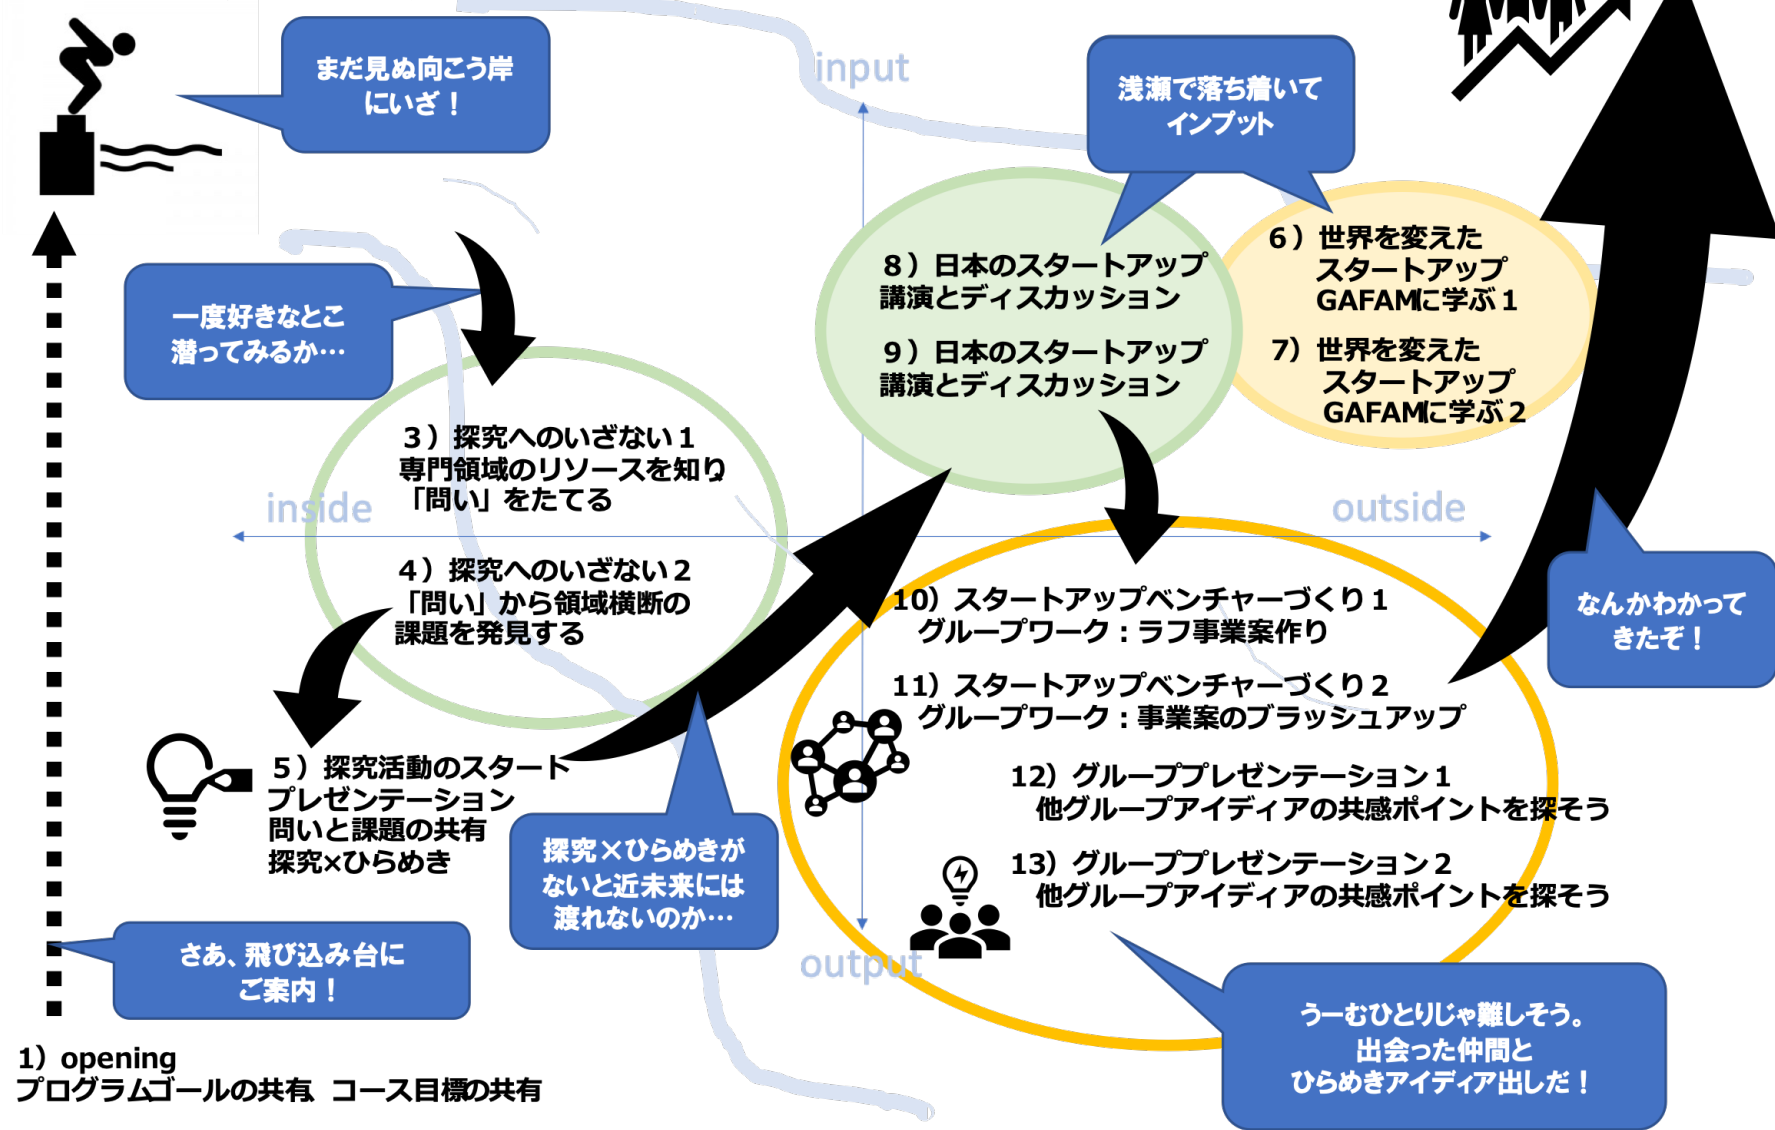 まだ見ぬ向こう岸
にいざ！
input
浅瀬で落ち着いて
インプット
6）世界を変えた
スタートアップ
GAFAMに学ぶ1
7）世界を変えた
スタートアップ
GAFAMに学ぶ2
8）日本のスタートアップ
講演とディスカッション
9）日本のスタートアップ
講演とディスカッション
一度好きなとこ
潜ってみるか…
3）探究へのいざない1
専門領域のリソースを知り
「問い」をたてる
inside
outside
4）探究へのいざない2
「問い」から領域横断の
課題を発見する
10）スタートアップベンチャーづくり1
グループワーク：ラフ事業案作り
なんかわかって
きたぞ！
11）スタートアップベンチャーづくり2
グループワーク：事業案のブラッシュアップ
5）探究活動のスタート
プレゼンテーション
問いと課題の共有
探究×ひらめき
12）グループプレゼンテーション1
他グループアイディアの共感ポイントを探そう
探究×ひらめきが
ないと近未来には
渡れないのか…
13）グループプレゼンテーション2
他グループアイディアの共感ポイントを探そう
output
さあ、飛び込み台に
ご案内！
うーむひとりじゃ難しそう。
出会った仲間と
ひらめきアイディア出しだ！
1）opening
プログラムゴールの共有、コース目標の共有